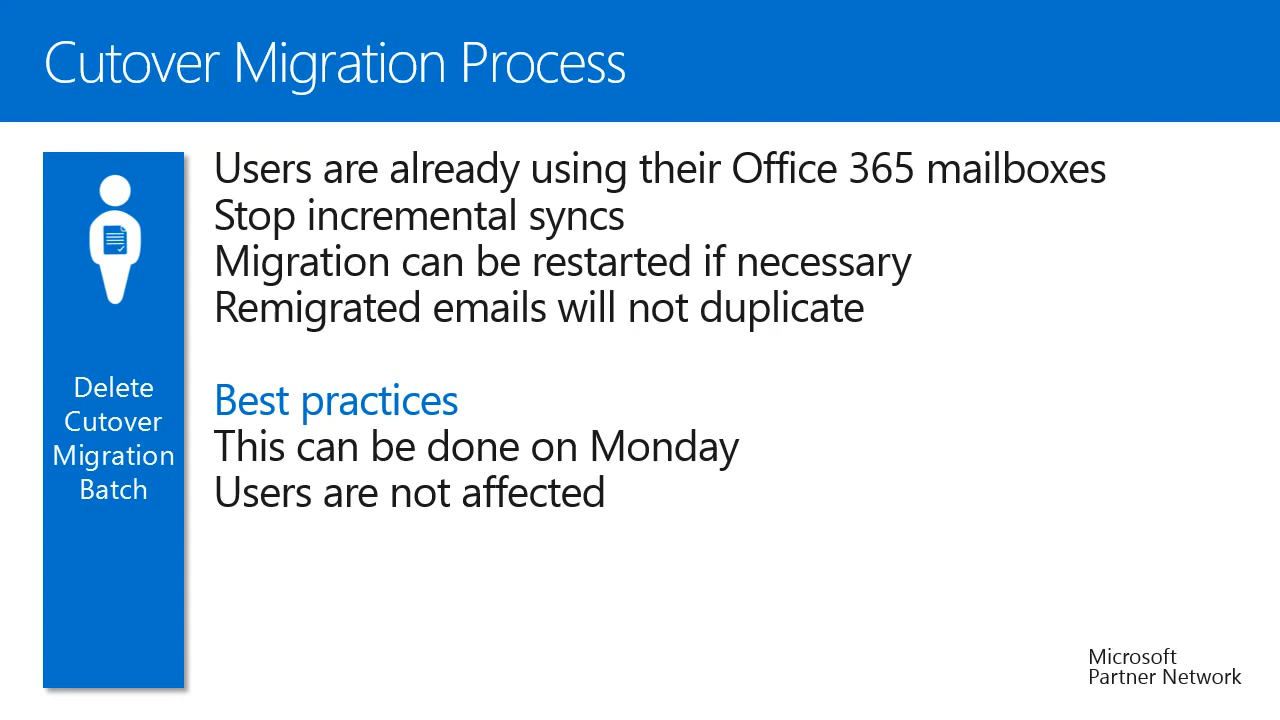 Cutover Migration Process
Delete
Cutover
Migration
Batch
Users are already using their Office 365 mailboxes
Stop incremental syncs
Migration can be restarted if necessary
Remigrated emails will not duplicate
Best practices
This can be done on Monday
Users are not affected
Microsoft
Partner Network